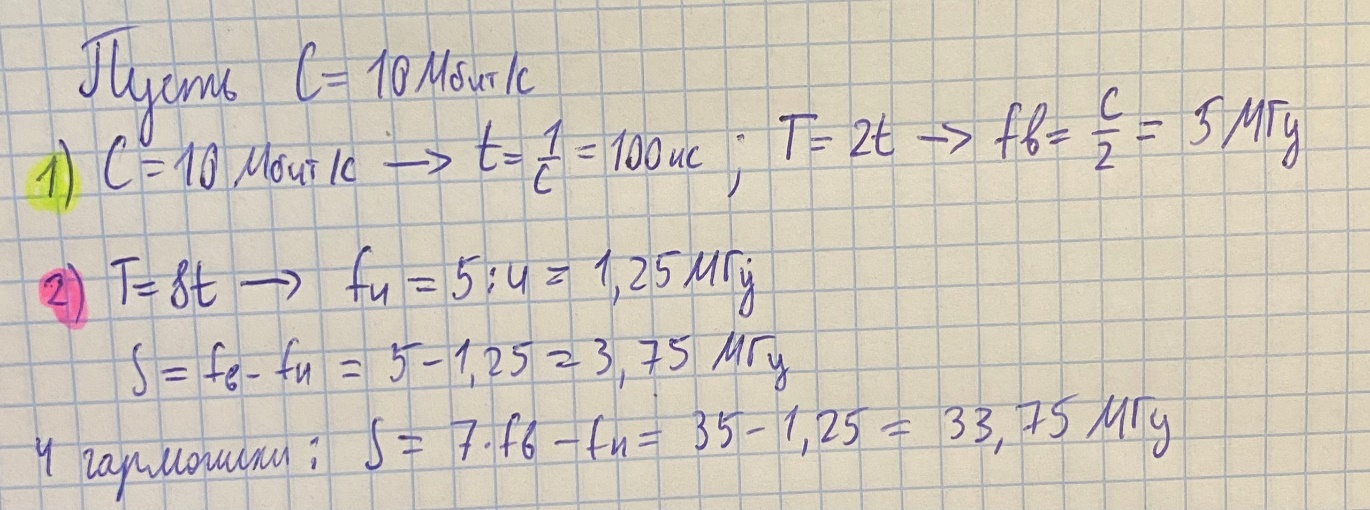 Пусть C = 10 Мбит/с
1) C = 10 Мбит/с → t = 1/C = 100 нс ; T = 2t → fв = C/2 = 5 МГц
2) T = 8t → fн = 5 : 4 = 1,25 МГц
S = fв - fн = 5 - 1,25 = 3,75 МГц
4 гармоники : S = 7·fв - fн = 35 - 1,25 = 33,75 МГц